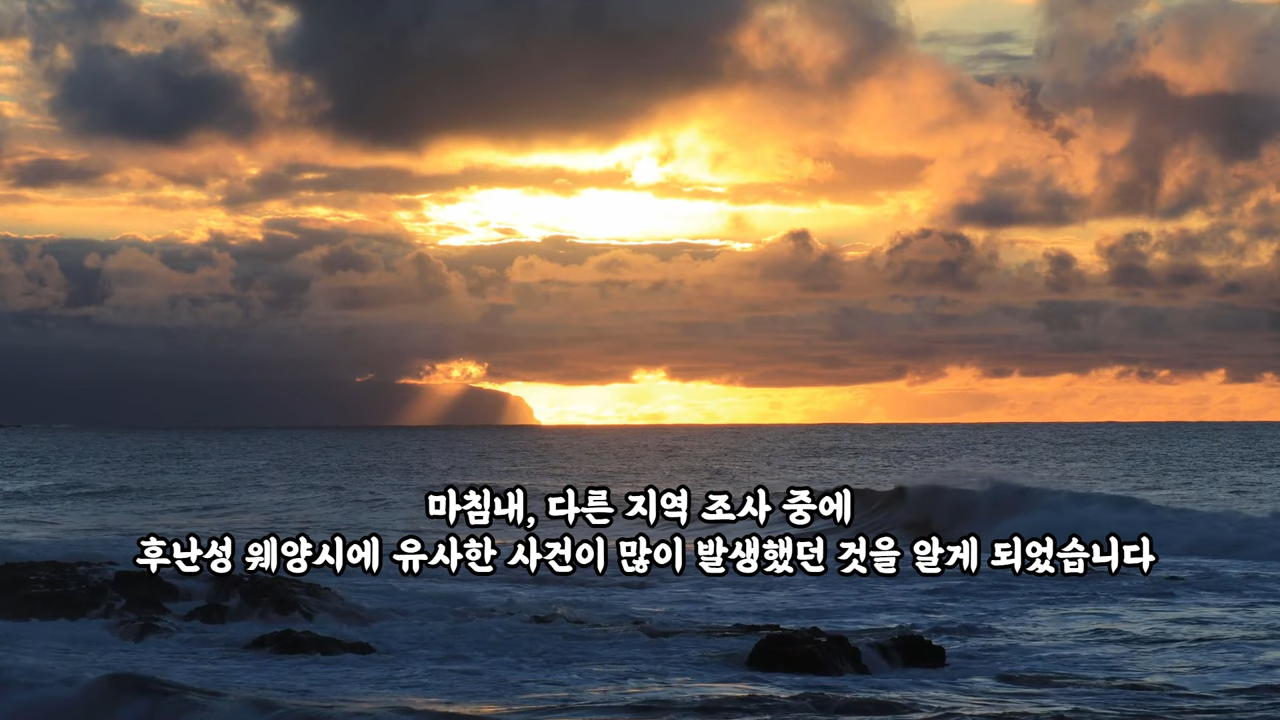 마침내, 다른 지역 조사 중에
후난성 웨양시에 유사한 사건이 많이 발생했던 것을 알게 되었습니다